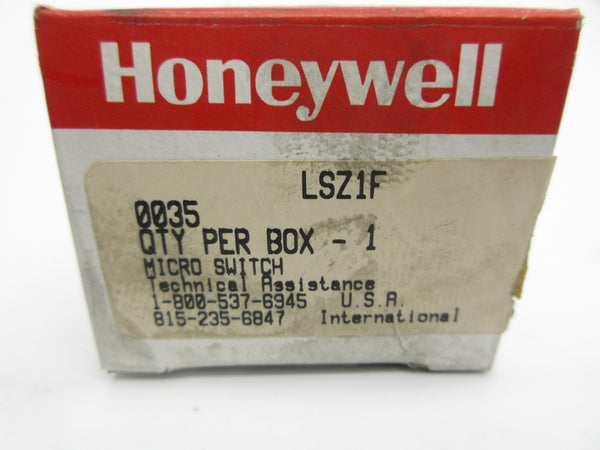 Honeywell
LSZ1F
0035
QTY PER BOX - 1
MICRO SWITCH
Technical Assistance
1-800-537-6945 U.S.A.
815-235-6847 International